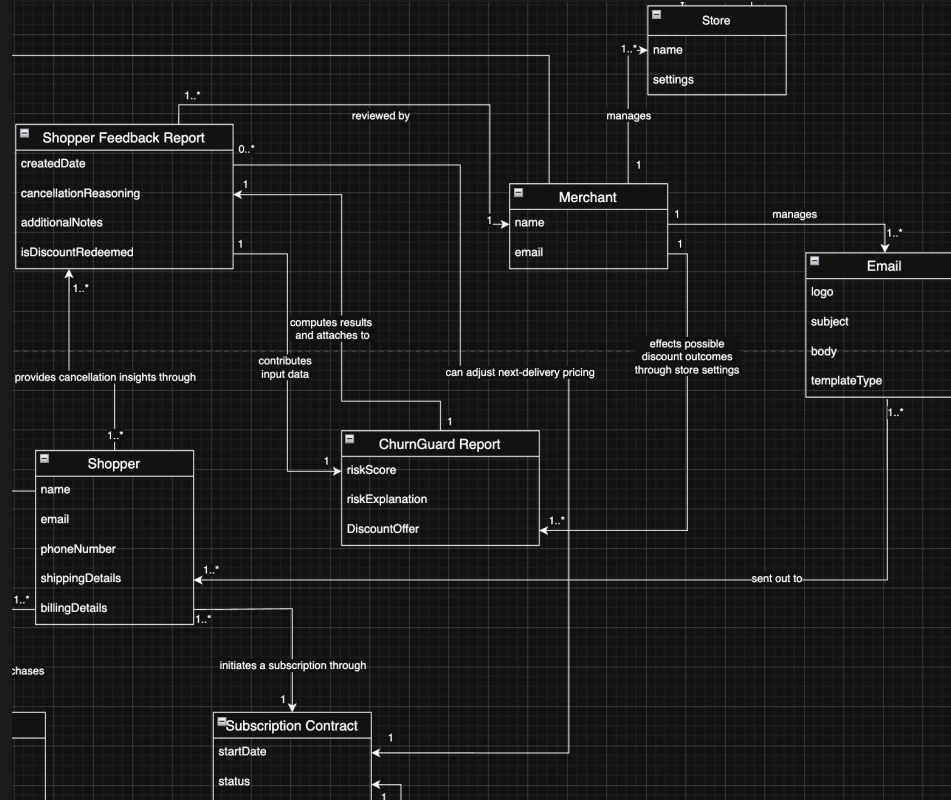 Store
1..*
name
settings
manages
1
1..*
reviewed by
Shopper Feedback Report
createdDate
cancellationReasoning
additionalNotes
isDiscountRedeemed
0..*
1
1
1..*
Merchant
name
email
1
1
manages
1..*
1
Email
logo
subject
body
templateType
1..*
computes results
and attaches to
contributes
input data
can adjust next-delivery pricing
effects possible
discount outcomes
through store settings
provides cancellation insights through
1..*
Shopper
name
email
phoneNumber
shippingDetails
billingDetails
1..*
1..*
1..*
1
1
ChurnGuard Report
riskScore
riskExplanation
DiscountOffer
1..*
sent out to
initiates a subscription through
chases
1
Subscription Contract
startDate
status
1
1